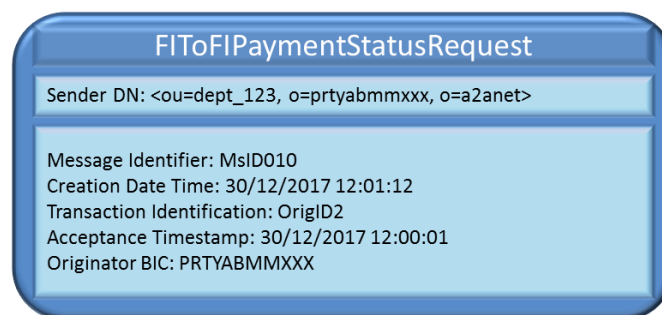 FIToFIPaymentStatusRequest
Sender DN: <ou=dept_123, o=prtyabmmxxx, o=a2anet>
Message Identifier: MsID010
Creation Date Time: 30/12/2017 12:01:12
Transaction Identification: OrigID2
Acceptance Timestamp: 30/12/2017 12:00:01
Originator BIC: PRTYABMMXXX